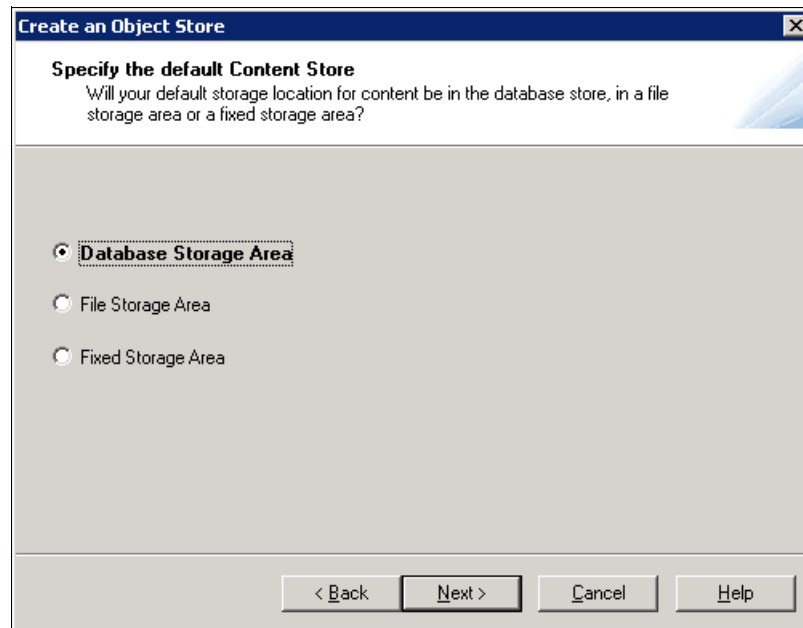 Create an Object Store
Specify the default Content Store
Will your default storage location for content be in the database store, in a file
storage area or a fixed storage area?
Database Storage Area
File Storage Area
Fixed Storage Area
< Back Next > Cancel Help